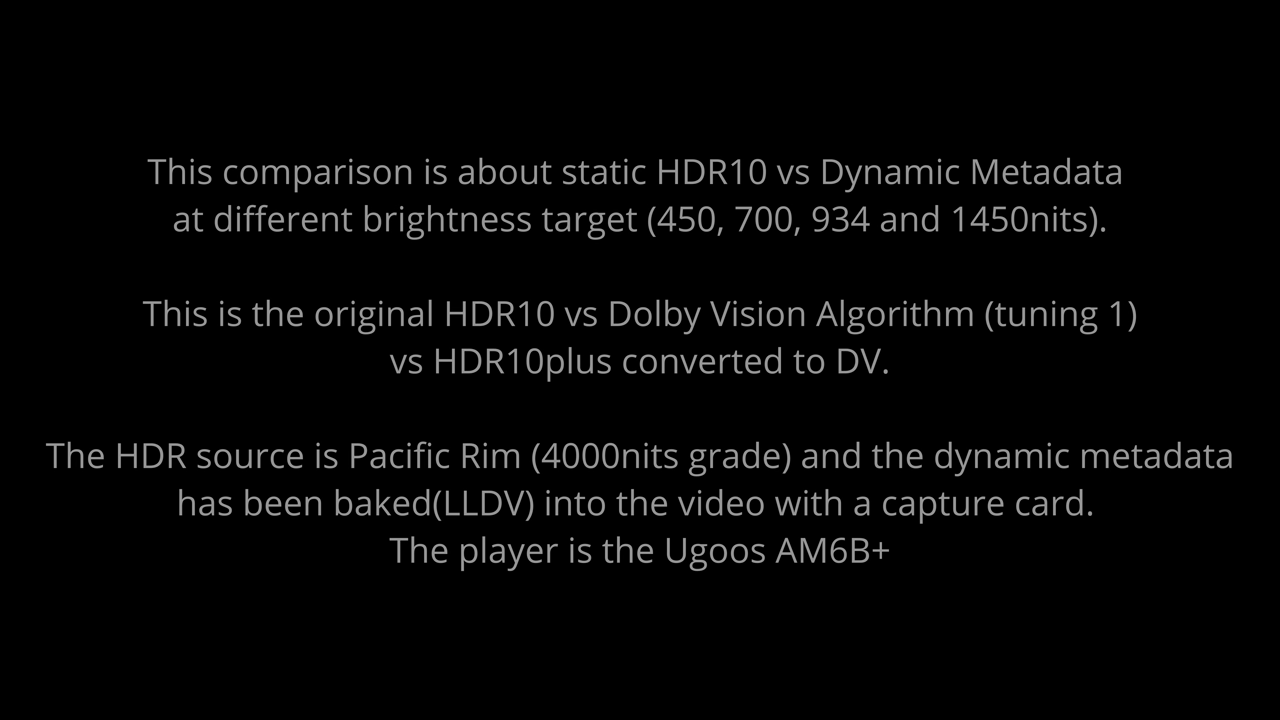 This comparison is about static HDR10 vs Dynamic Metadata
at different brightness target (450, 700, 934 and 1450nits).
This is the original HDR10 vs Dolby Vision Algorithm (tuning 1)
vs HDR10plus converted to DV.
The HDR source is Pacific Rim (4000nits grade) and the dynamic metadata
has been baked(LLDV) into the video with a capture card.
The player is the Ugoos AM6B+